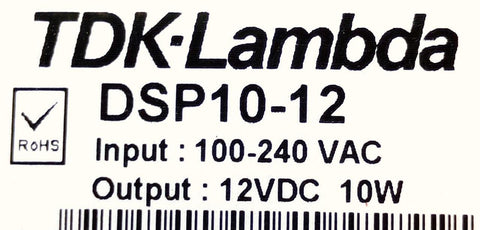 TDK·Lambda
DSP10-12
RoHS
Input : 100-240 VAC
Output : 12VDC 10W